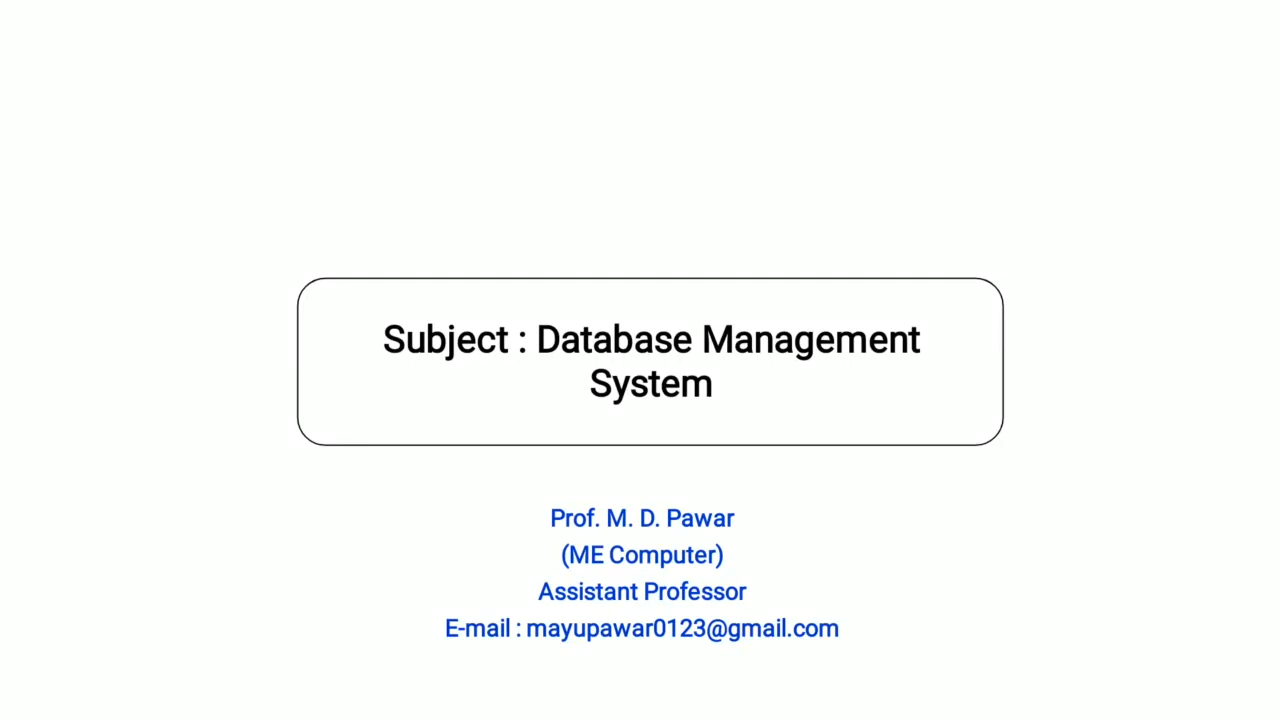 Subject : Database Management
System
Prof. M. D. Pawar
(ME Computer)
Assistant Professor
E-mail : mayupawar0123@gmail.com